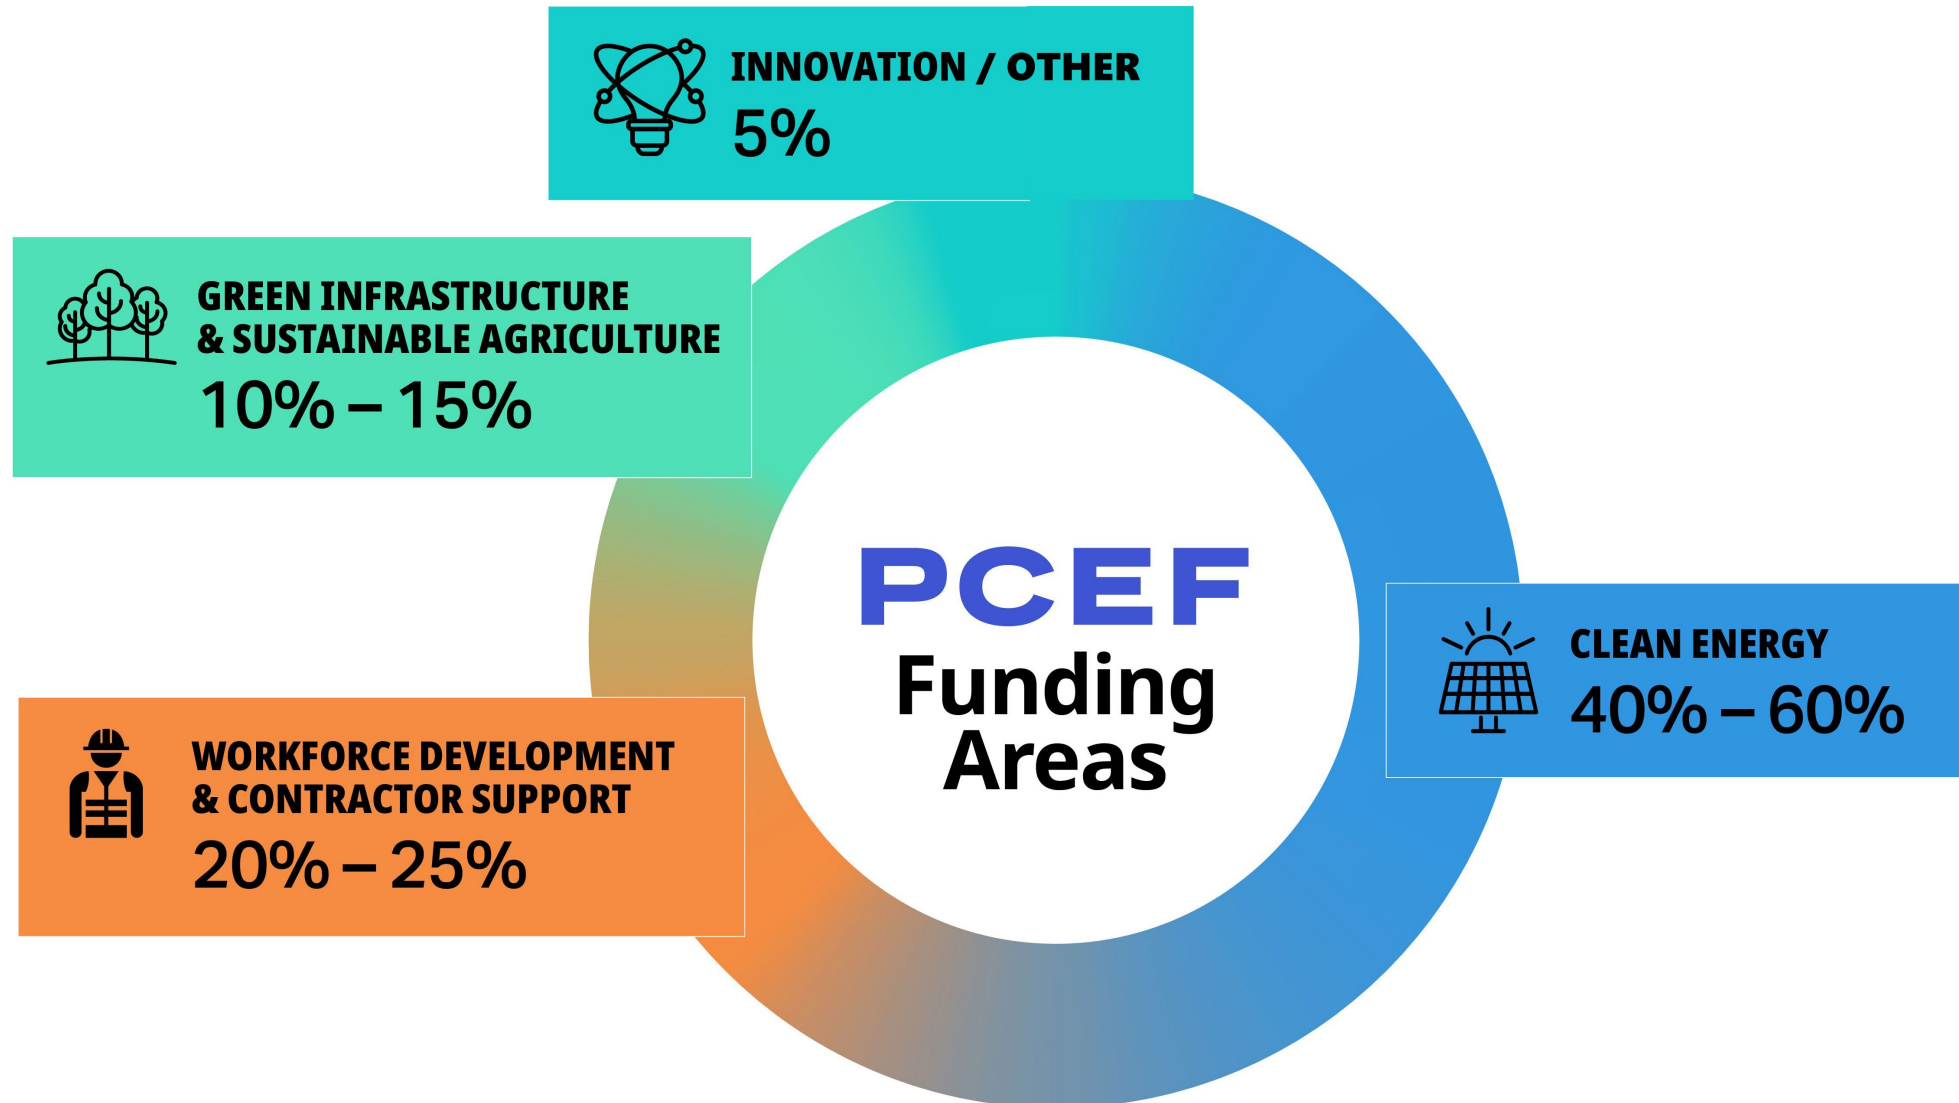 INNOVATION / OTHER
5%
GREEN INFRASTRUCTURE
& SUSTAINABLE AGRICULTURE
10% – 15%
PCEF
Funding
Areas
CLEAN ENERGY
40% – 60%
WORKFORCE DEVELOPMENT
& CONTRACTOR SUPPORT
20% – 25%